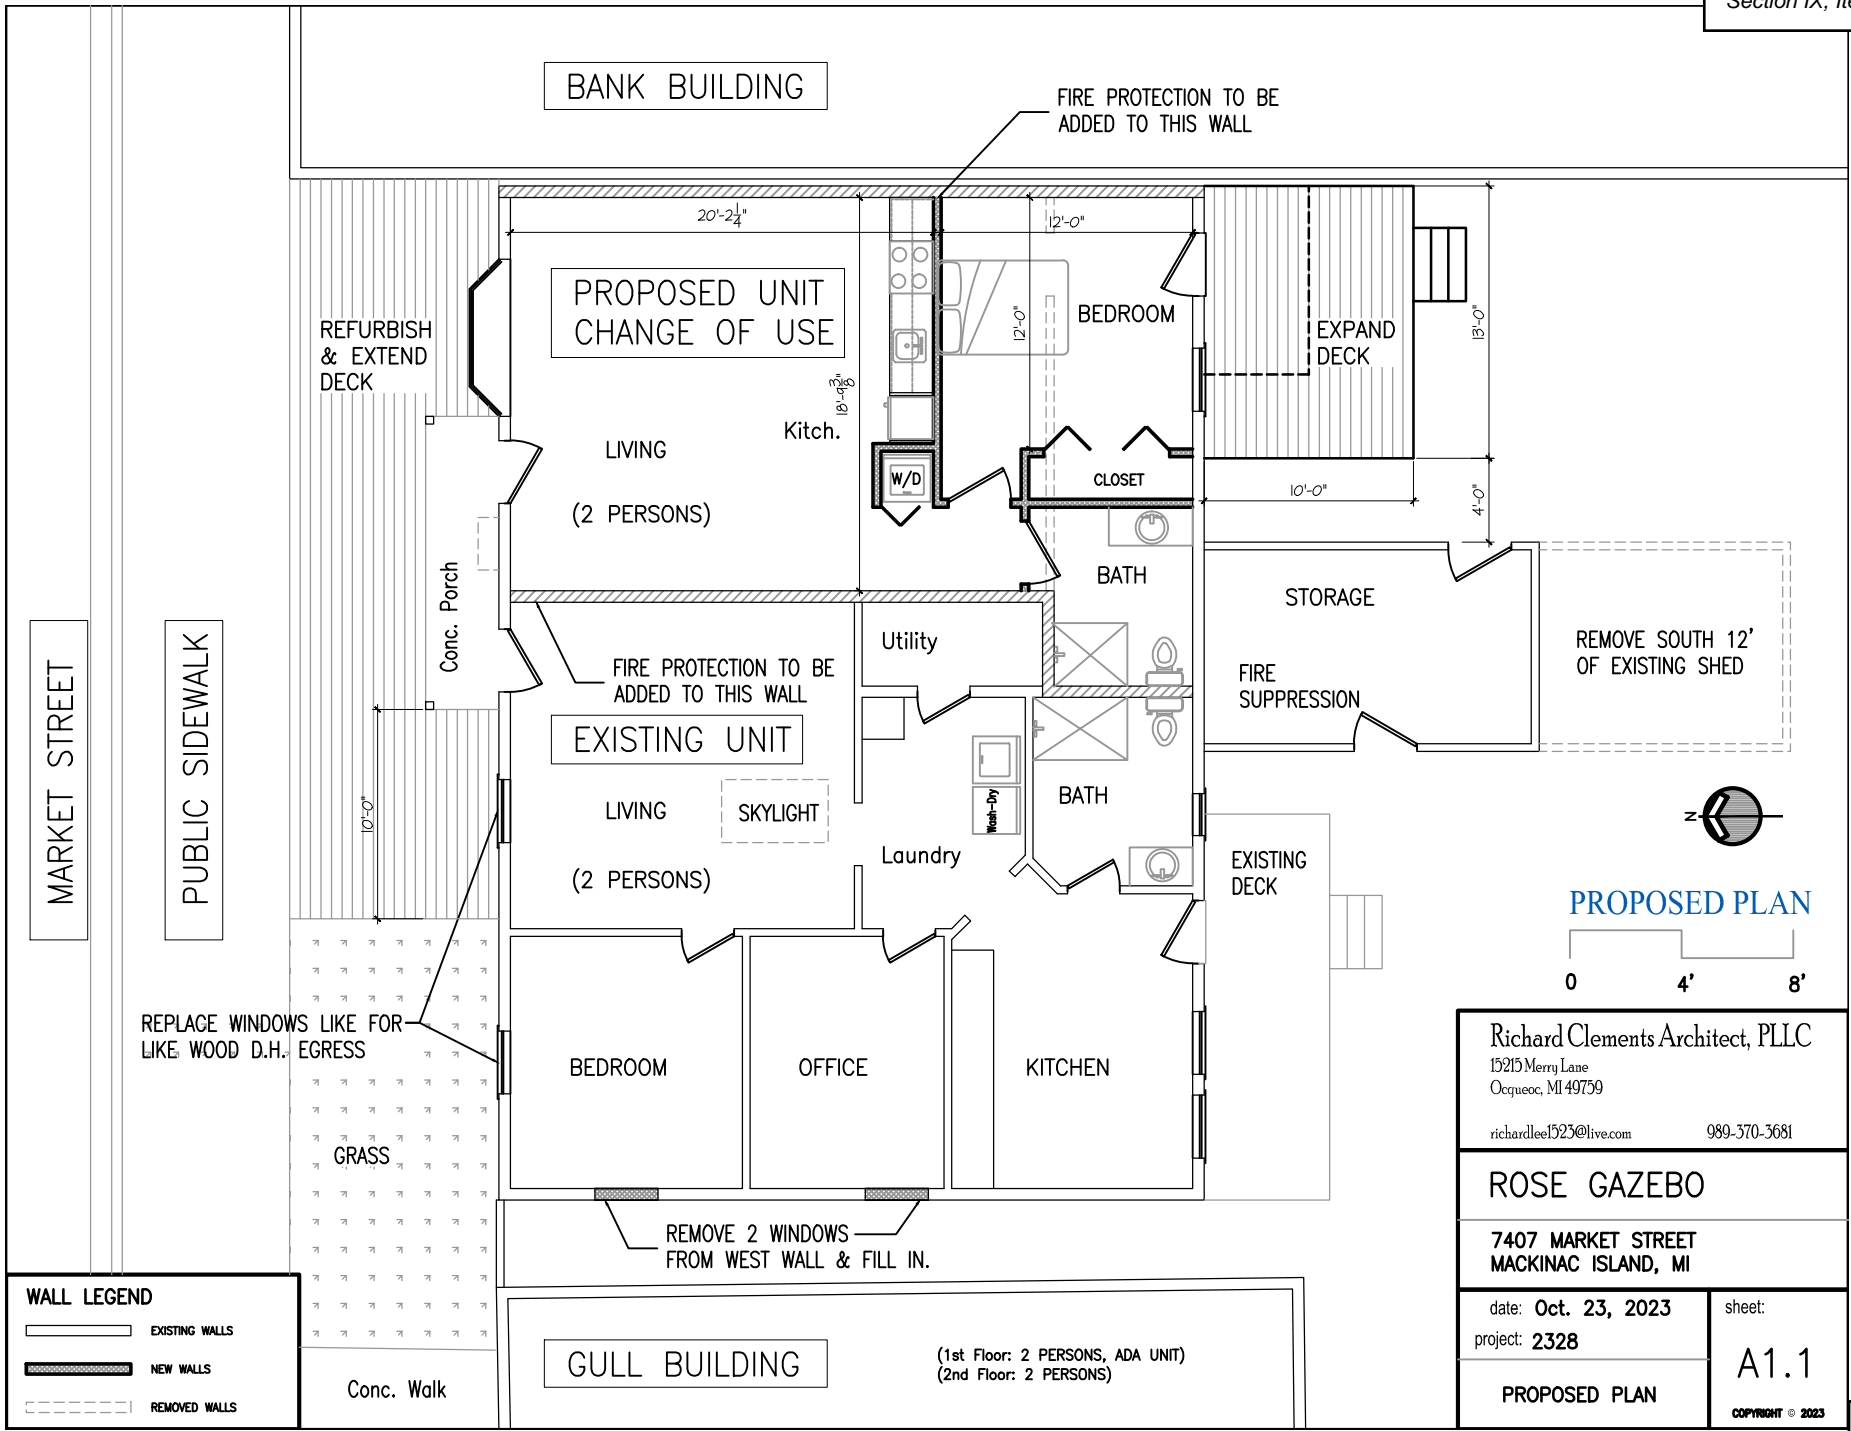 Section IX, Ite
BANK BUILDING
FIRE PROTECTION TO BE
ADDED TO THIS WALL
20'-2¼"
12'-0"
PROPOSED UNIT
CHANGE OF USE
BEDROOM
REFURBISH
& EXTEND
DECK
12'-0"
EXPAND
DECK
13'-0"
18'-9⅜"
Kitch.
LIVING
(2 PERSONS)
W/D
CLOSET
10'-0"
4'-0"
BATH
STORAGE
Conc. Porch
Utility
FIRE PROTECTION TO BE
ADDED TO THIS WALL
FIRE
SUPPRESSION
REMOVE SOUTH 12'
OF EXISTING SHED
MARKET STREET
PUBLIC SIDEWALK
EXISTING UNIT
10'-0"
LIVING
SKYLIGHT
(2 PERSONS)
Wash-Dry
BATH
Laundry
EXISTING
DECK
N
PROPOSED PLAN
0 4' 8'
REPLACE WINDOWS LIKE FOR
LIKE WOOD D.H. EGRESS
BEDROOM
OFFICE
KITCHEN
GRASS
REMOVE 2 WINDOWS
FROM WEST WALL & FILL IN.
Richard Clements Architect, PLLC
15215 Merry Lane
Ocqueoc, MI 49759
richardlee1523@live.com 989-370-3681
ROSE GAZEBO
7407 MARKET STREET
MACKINAC ISLAND, MI
date: Oct. 23, 2023
project: 2328
PROPOSED PLAN
sheet:
A1.1
COPYRIGHT © 2023
WALL LEGEND
EXISTING WALLS
NEW WALLS
REMOVED WALLS
Conc. Walk
GULL BUILDING
(1st Floor: 2 PERSONS, ADA UNIT)
(2nd Floor: 2 PERSONS)